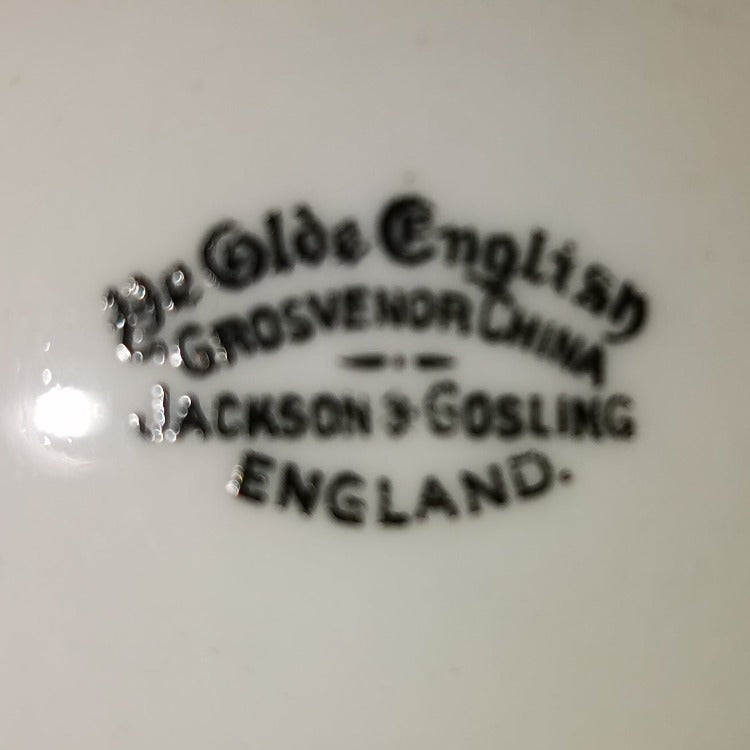 Ye Olde English
GROSVENOR CHINA
JACKSON & GOSLING
ENGLAND.